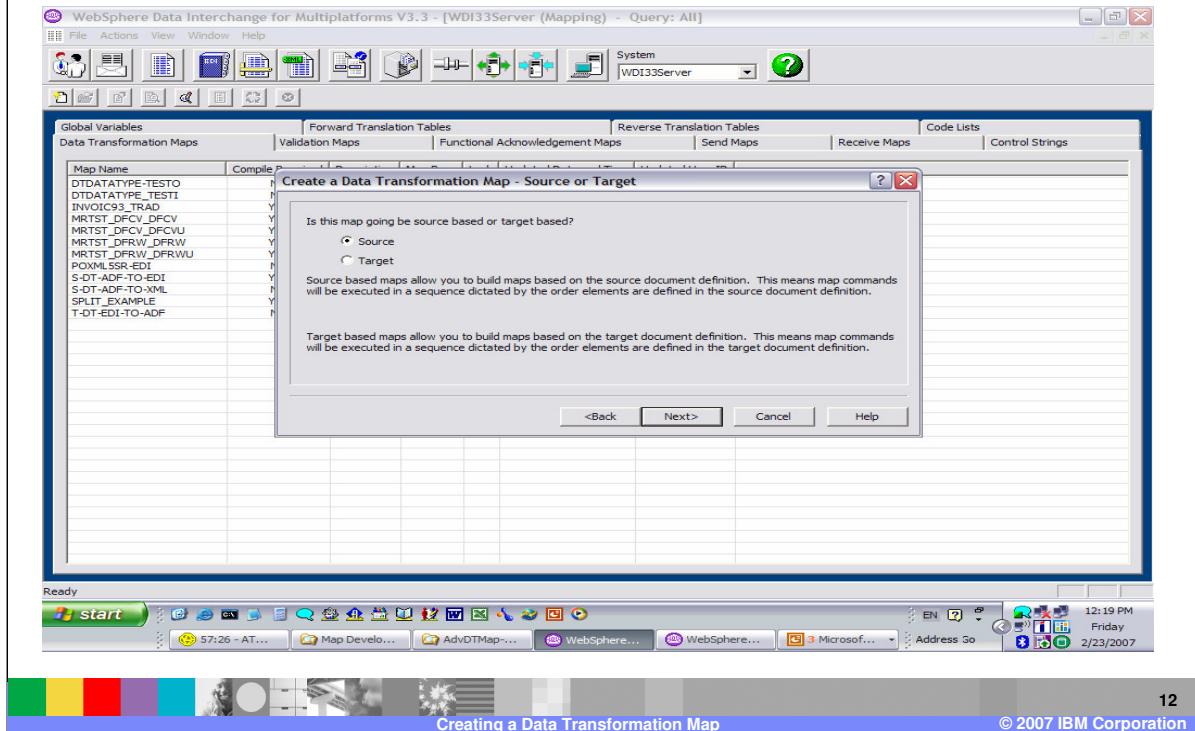 WebSphere Data Interchange for Multiplatforms V3.3 - [WDI33Server (Mapping) - Query: All]
File Actions View Window Help
System
WDI33Server
Global Variables Forward Translation Tables Reverse Translation Tables Code Lists
Data Transformation Maps Validation Maps Functional Acknowledgement Maps Send Maps Receive Maps Control Strings
Map Name Compile
DTDATATYPE-TESTO
DTDATATYPE_TESTI
INVOIC93_TRAD Y
MRTST_DFCV_DFCV Y
MRTST_DFCV_DFCVU Y
MRTST_DFRW_DFRW Y
MRTST_DFRW_DFRWU Y
POXML5SR-EDI
S-DT-ADF-TO-EDI Y
S-DT-ADF-TO-XML
SPLIT_EXAMPLE Y
T-DT-EDI-TO-ADF
Create a Data Transformation Map - Source or Target
Is this map going be source based or target based?
Source
Target
Source based maps allow you to build maps based on the source document definition. This means map commands
will be executed in a sequence dictated by the order elements are defined in the source document definition.
Target based maps allow you to build maps based on the target document definition. This means map commands
will be executed in a sequence dictated by the order elements are defined in the target document definition.
<Back Next> Cancel Help
Ready
start EN 12:19 PM
Friday
57:26 - AT... Map Develo... AdvDTMap-... WebSphere... WebSphere... 3 Microsof... Address Go 2/23/2007
12
Creating a Data Transformation Map © 2007 IBM Corporation